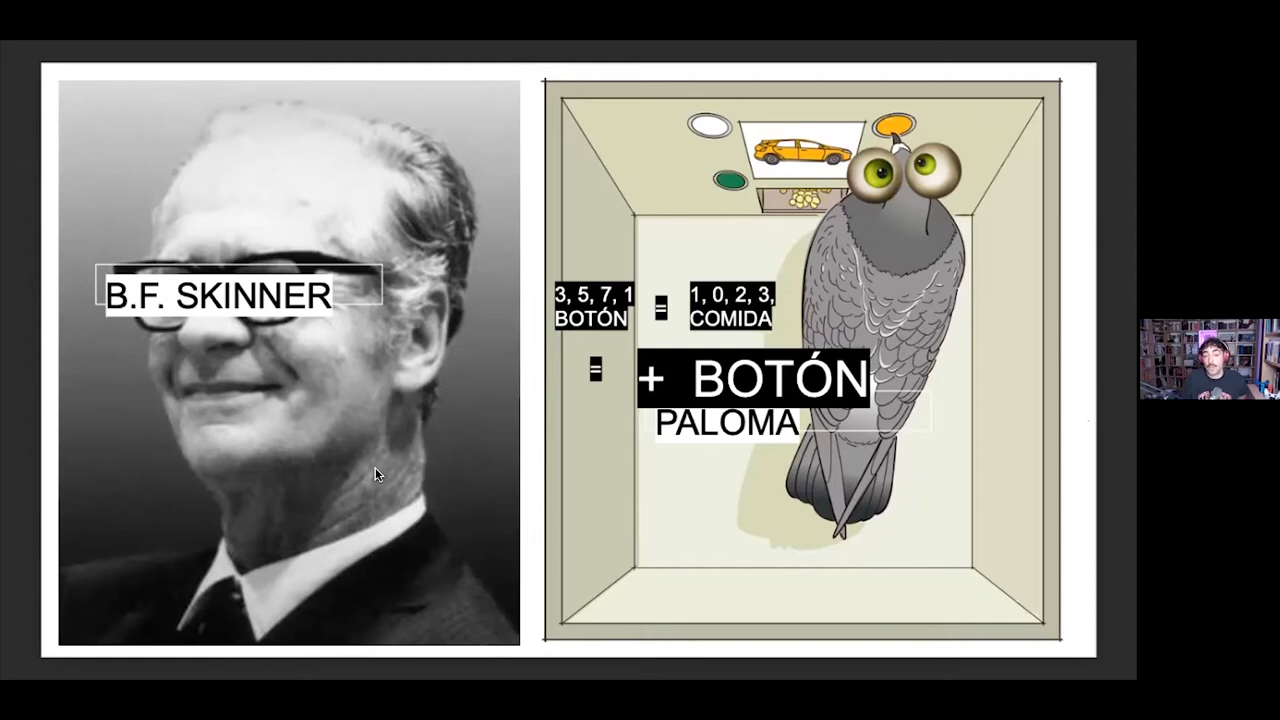 B.F. SKINNER
3, 5, 7, 1
BOTÓN
=
1, 0, 2, 3,
COMIDA
=
+ BOTÓN
PALOMA